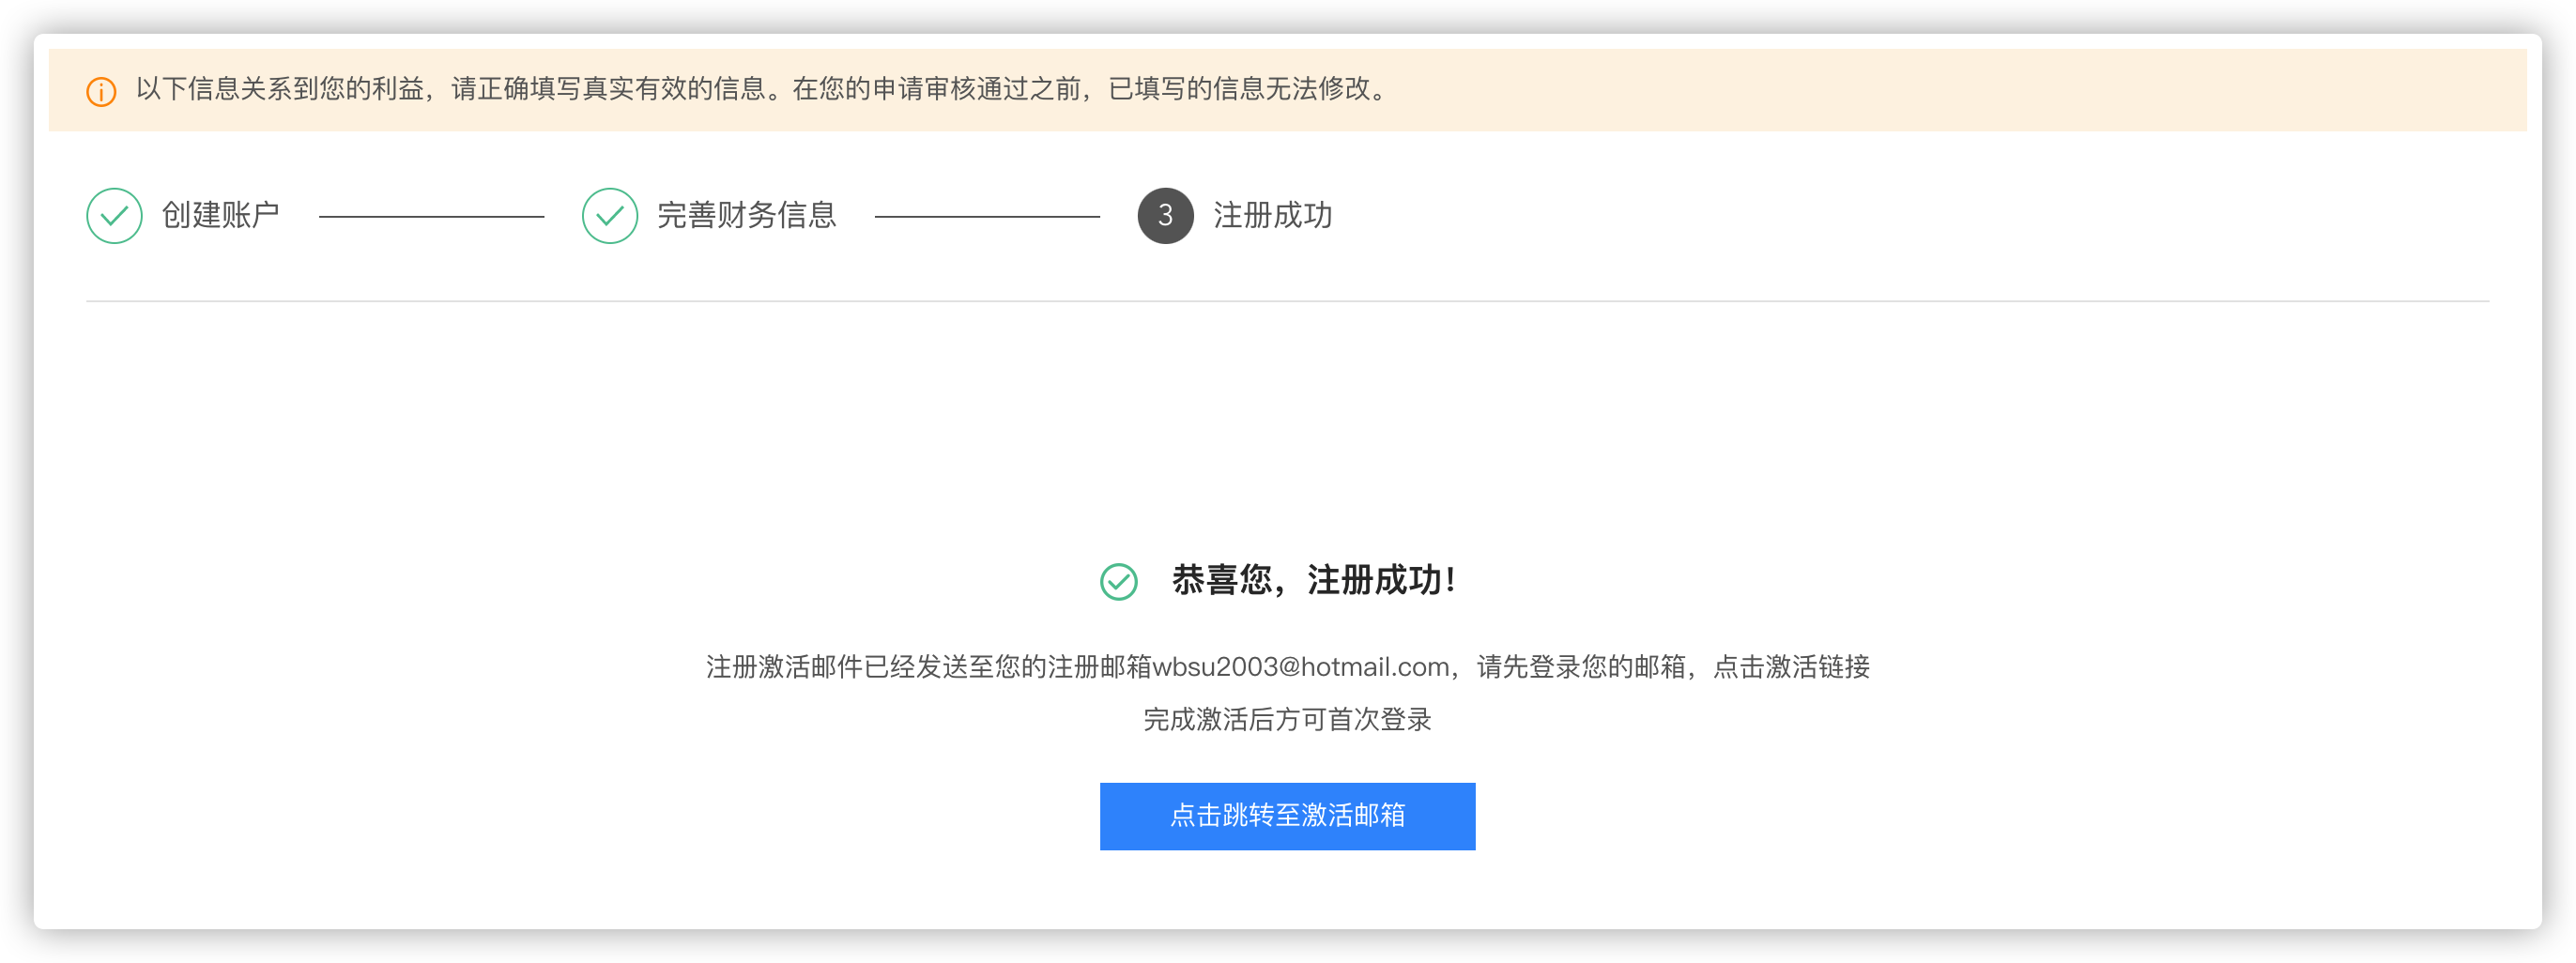 以下信息关系到您的利益，请正确填写真实有效的信息。在您的申请审核通过之前，已填写的信息无法修改。
创建账户
完善财务信息
3 注册成功
恭喜您，注册成功！
注册激活邮件已经发送至您的注册邮箱wbsu2003@hotmail.com，请先登录您的邮箱，点击激活链接
完成激活后方可首次登录
点击跳转至激活邮箱